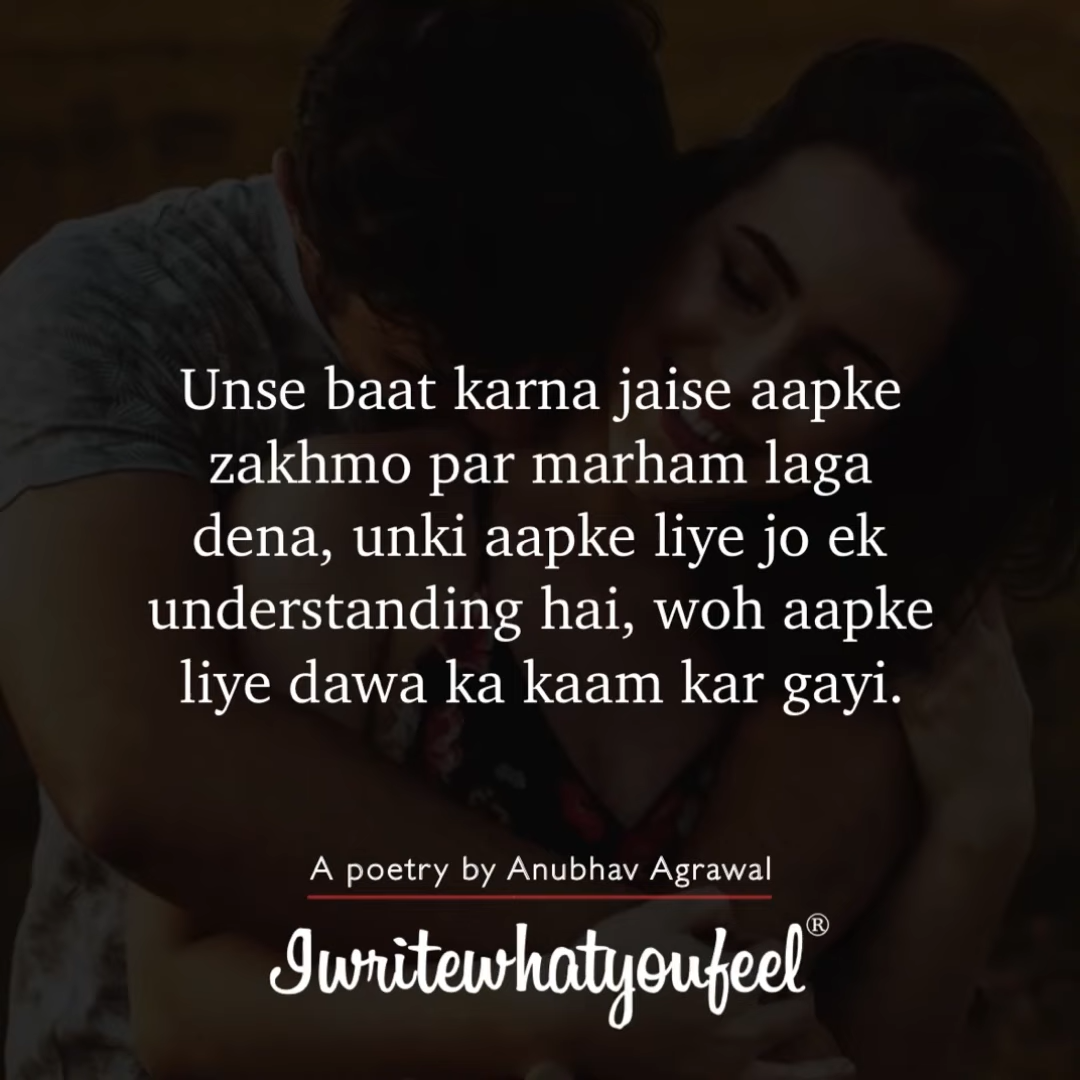 Unse baat karna jaise aapke
zakhmo par marham laga
dena, unki aapke liye jo ek
understanding hai, woh aapke
liye dawa ka kaam kar gayi.
A poetry by Anubhav Agrawal
Iwritewhatyoufeel®